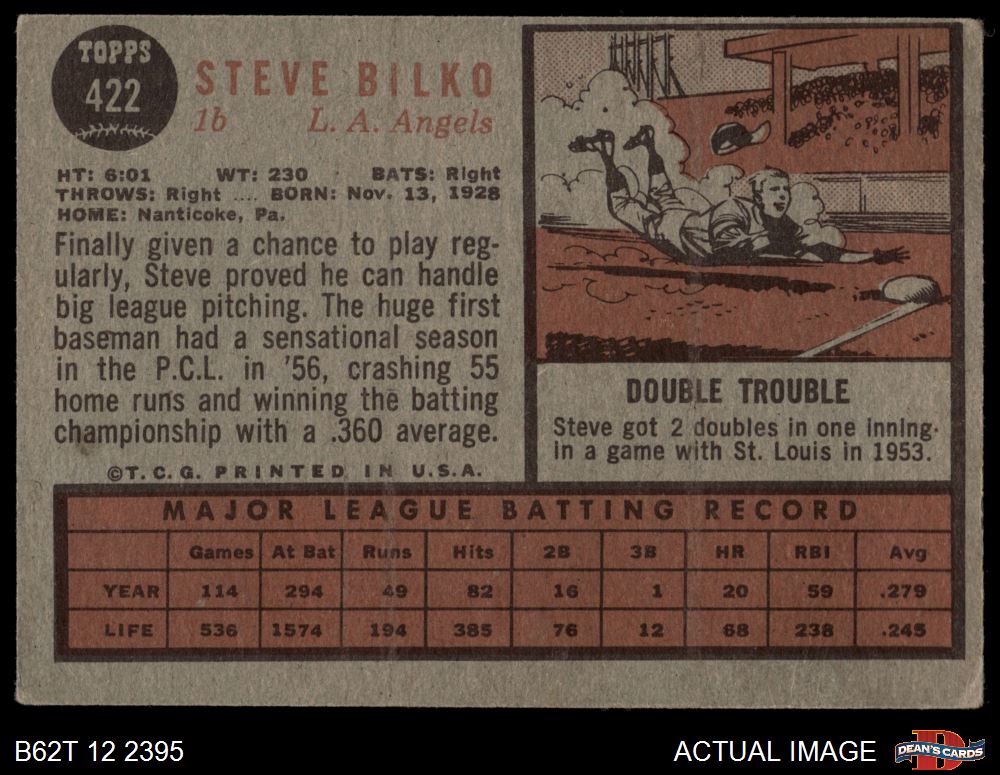 TOPPS
422
STEVE BILKO
1b L. A. Angels
HT: 6:01 WT: 230 BATS: Right
THROWS: Right .... BORN: Nov. 13, 1928
HOME: Nanticoke, Pa.
Finally given a chance to play reg-
ularly, Steve proved he can handle
big league pitching. The huge first
baseman had a sensational season
in the P.C.L. in '56, crashing 55
home runs and winning the batting
championship with a .360 average.
©T.C.G. PRINTED IN U.S.A.
DOUBLE TROUBLE
Steve got 2 doubles in one inning
in a game with St. Louis in 1953.
MAJOR LEAGUE BATTING RECORD
Games At Bat Runs Hits 2B 3B HR RBI Avg
YEAR 114 294 49 82 16 1 20 59 .279
LIFE 536 1574 194 385 76 12 68 238 .245
B62T 12 2395
ACTUAL IMAGE
DEAN'S CARDS